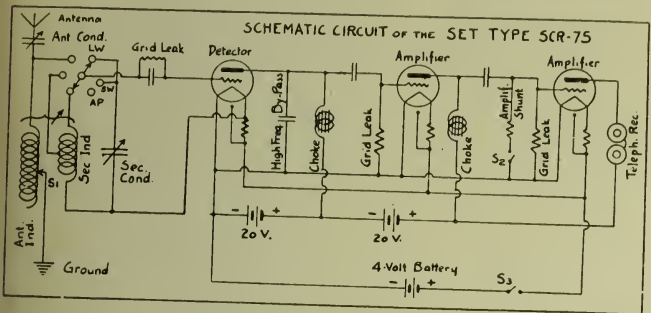 SCHEMATIC CIRCUIT OF THE SET TYPE SCR-75
Antenna
Ant Cond.
LW
SW
AP
Grid Leak
Detector
Amplifier
Amplifier
High Freq. By-Pass
Choke
Grid Leak
Choke
Amplif. Shunt
S2
Grid Leak
Teleph. Rec.
S1
Sec Ind
Sec. Cond.
Ant. Ind.
Ground
- +
20 V.
- +
20 V.
4-Volt Battery
- +
S3